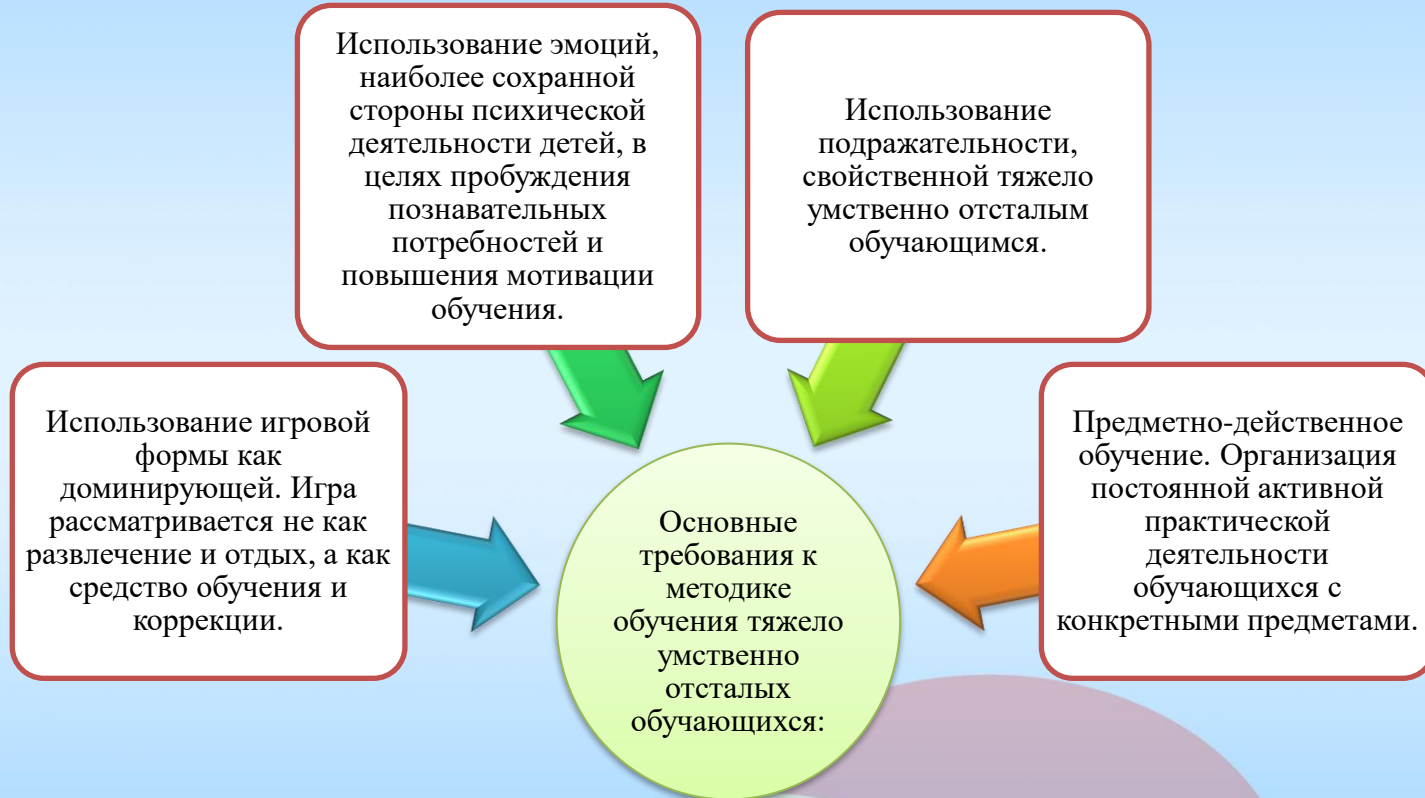 Использование эмоций,
наиболее сохранной
стороны психической
деятельности детей, в
целях пробуждения
познавательных
потребностей и
повышения мотивации
обучения.
Использование
подражательности,
свойственной тяжело
умственно отсталым
обучающимся.
Использование игровой
формы как
доминирующей. Игра
рассматривается не как
развлечение и отдых, а как
средство обучения и
коррекции.
Предметно-действенное
обучение. Организация
постоянной активной
практической
деятельности
обучающихся с
конкретными предметами.
Основные
требования к
методике
обучения тяжело
умственно
отсталых
обучающихся: